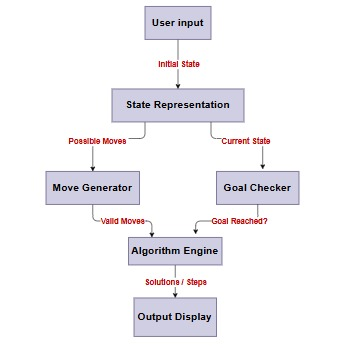 User input
Initial State
State Representation
Possible Moves
Current State
Move Generator
Goal Checker
Valid Moves
Goal Reached?
Algorithm Engine
Solutions / Steps
Output Display